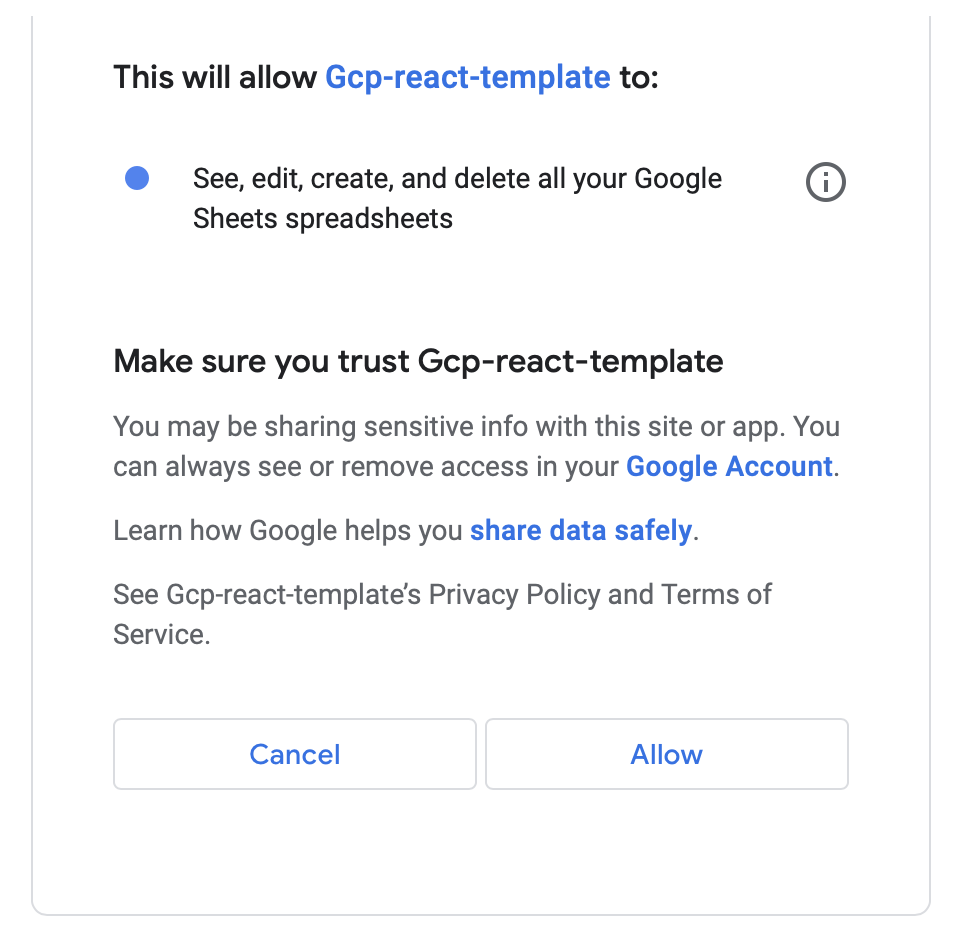 This will allow Gcp-react-template to:
See, edit, create, and delete all your Google
Sheets spreadsheets
Make sure you trust Gcp-react-template
You may be sharing sensitive info with this site or app. You
can always see or remove access in your Google Account.
Learn how Google helps you share data safely.
See Gcp-react-template’s Privacy Policy and Terms of
Service.
Cancel Allow